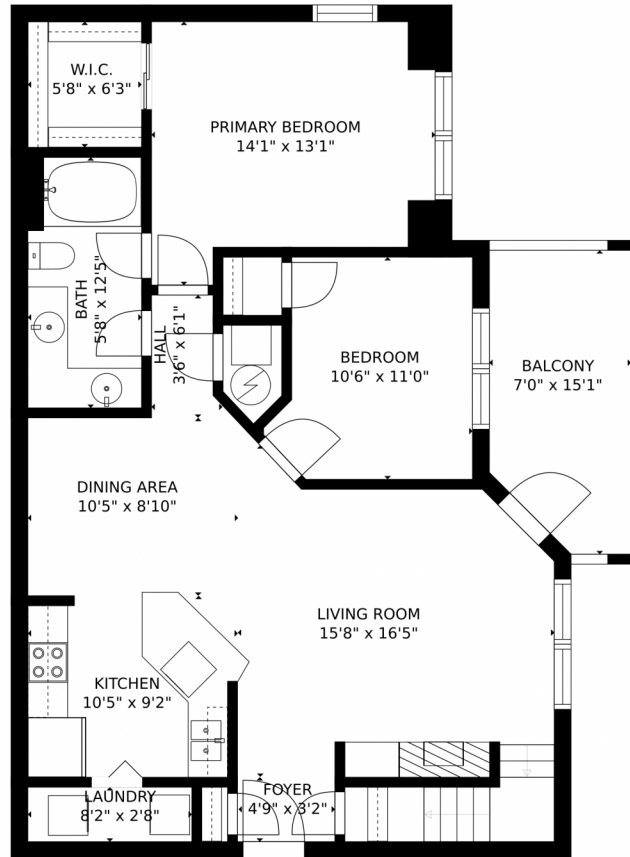 W.I.C.
5'8" x 6'3"
PRIMARY BEDROOM
14'1" x 13'1"
BATH
5'8" x 12'5"
HALL
3'6" x 6'1"
BEDROOM
10'6" x 11'0"
BALCONY
7'0" x 15'1"
DINING AREA
10'5" x 8'10"
LIVING ROOM
15'8" x 16'5"
KITCHEN
10'5" x 9'2"
LAUNDRY
8'2" x 2'8"
FOYER
4'9" x 3'2"